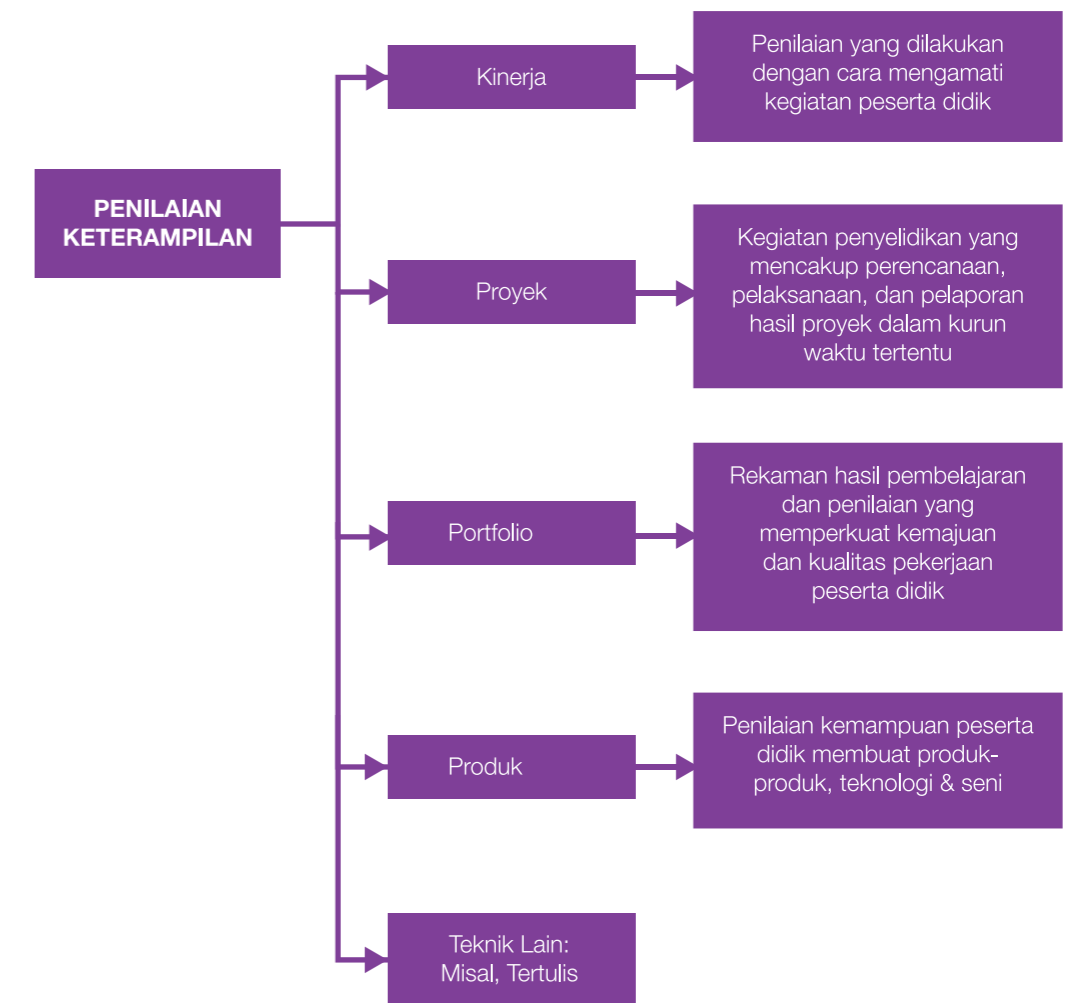 PENILAIAN
KETERAMPILAN
Kinerja
Penilaian yang dilakukan
dengan cara mengamati
kegiatan peserta didik
Proyek
Kegiatan penyelidikan yang
mencakup perencanaan,
pelaksanaan, dan pelaporan
hasil proyek dalam kurun
waktu tertentu
Portfolio
Rekaman hasil pembelajaran
dan penilaian yang
memperkuat kemajuan
dan kualitas pekerjaan
peserta didik
Produk
Penilaian kemampuan peserta
didik membuat produk-
produk, teknologi & seni
Teknik Lain:
Misal, Tertulis